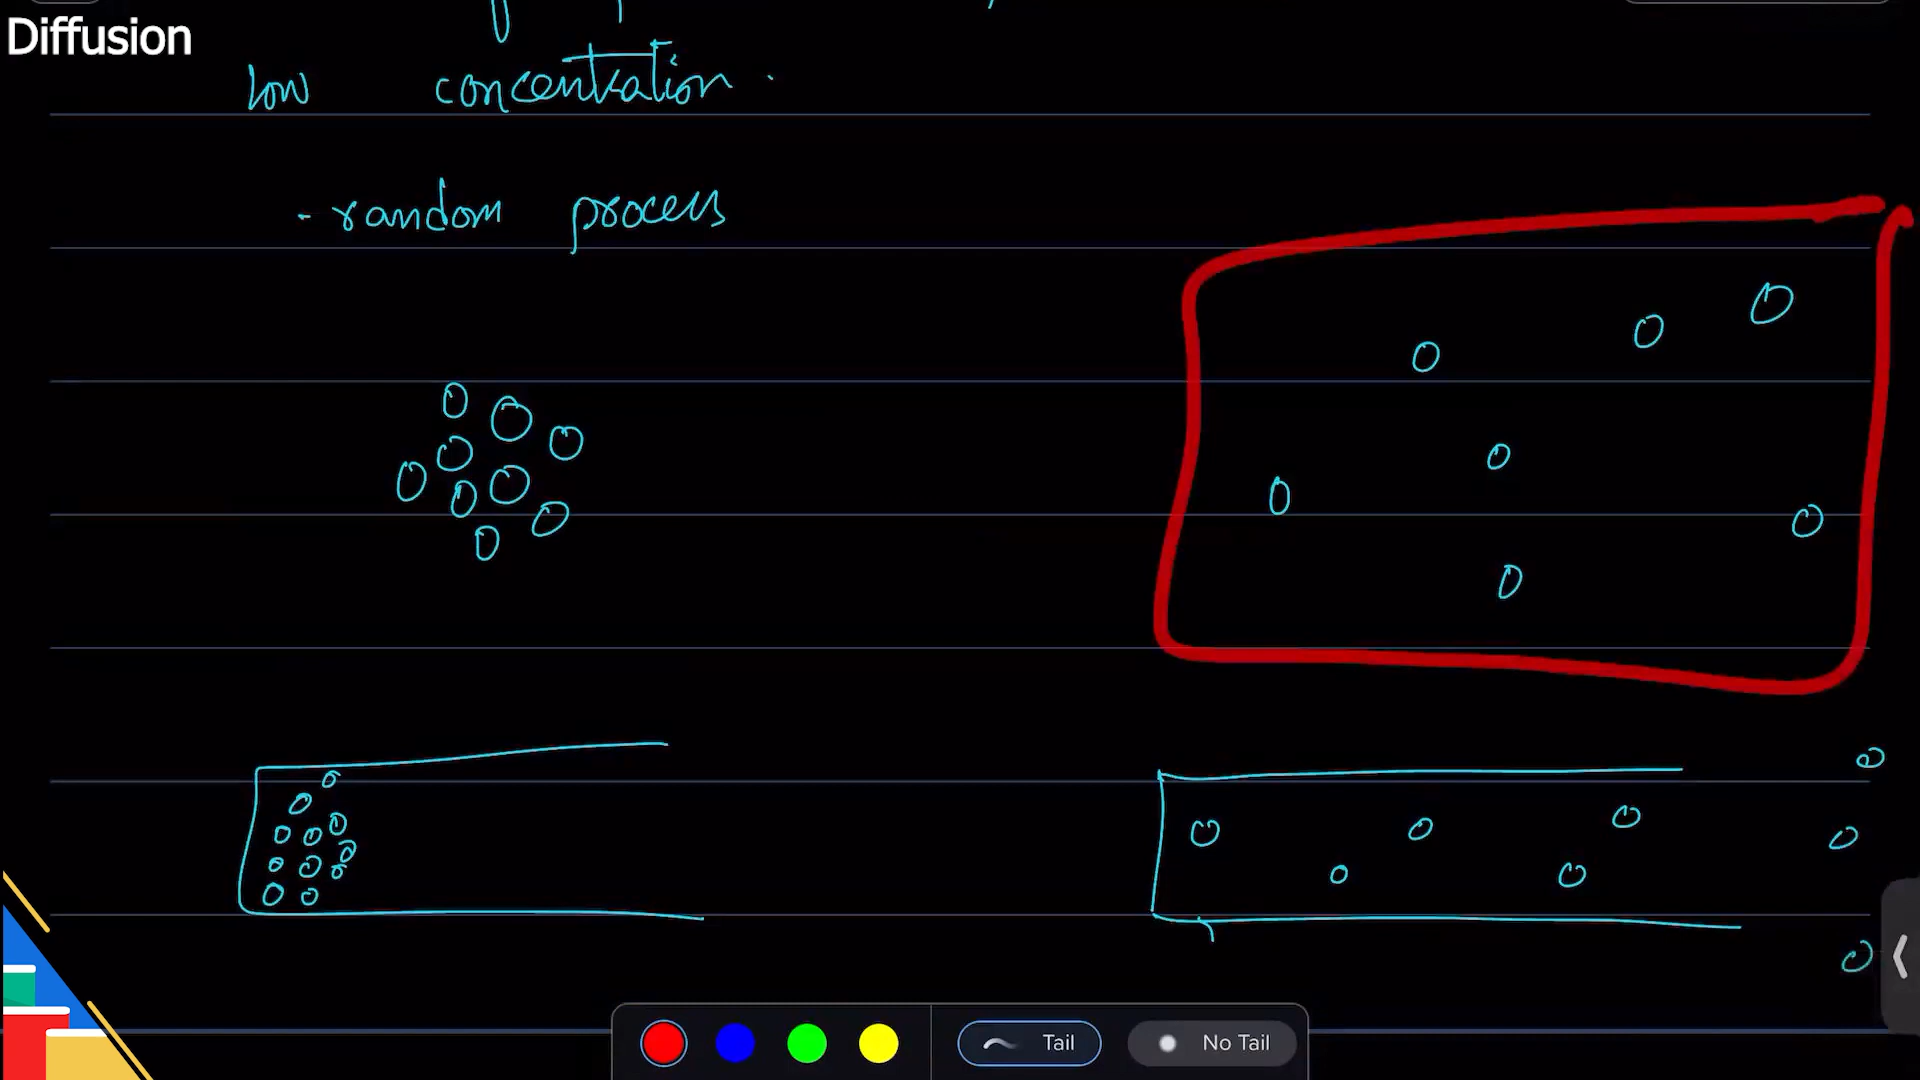 Diffusion
low concentration.
- random process
Tail
No Tail